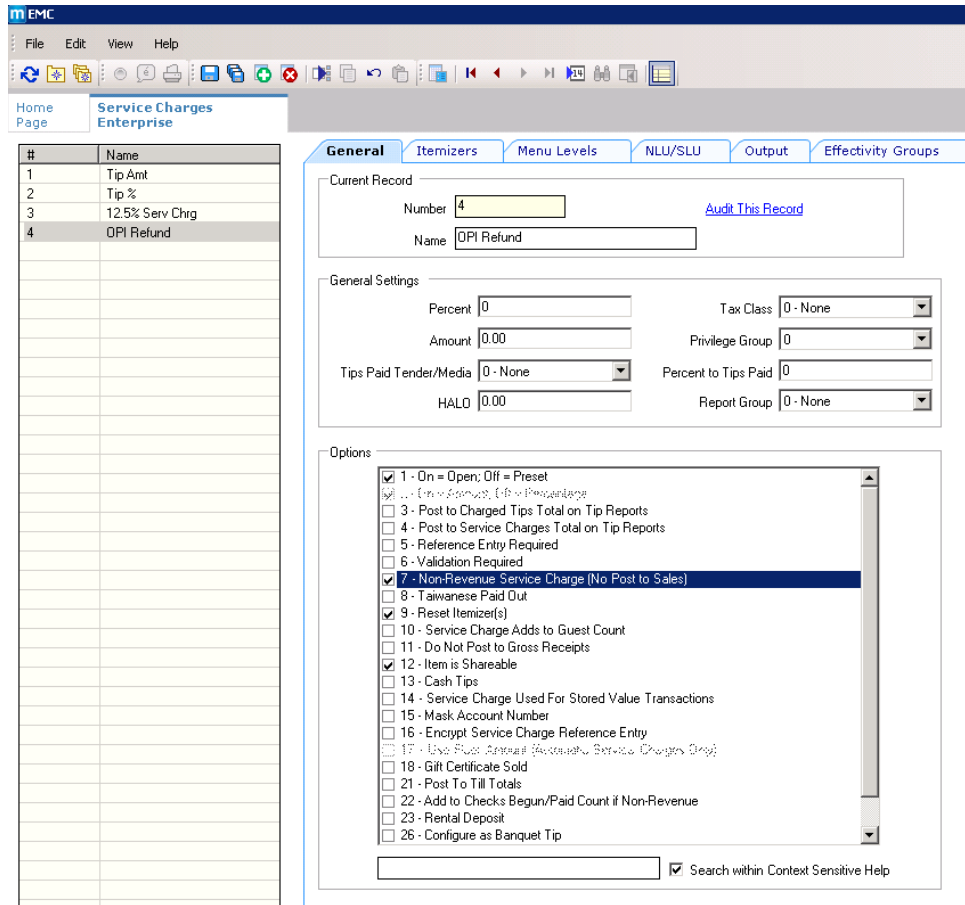 m EMC
File Edit View Help
Home Page
Service Charges Enterprise
# Name
1 Tip Amt
2 Tip %
3 12.5% Serv Chrg
4 OPI Refund
General Itemizers Menu Levels NLU/SLU Output Effectivity Groups
Current Record
Number 4
Audit This Record
Name OPI Refund
General Settings
Percent 0
Tax Class 0 - None
Amount 0.00
Privilege Group 0
Tips Paid Tender/Media 0 - None
Percent to Tips Paid 0
HALO 0.00
Report Group 0 - None
Options
1 - On = Open; Off = Preset
On = Amount; Off = Percentage
3 - Post to Charged Tips Total on Tip Reports
4 - Post to Service Charges Total on Tip Reports
5 - Reference Entry Required
6 - Validation Required
7 - Non-Revenue Service Charge (No Post to Sales)
8 - Taiwanese Paid Out
9 - Reset Itemizer(s)
10 - Service Charge Adds to Guest Count
11 - Do Not Post to Gross Receipts
12 - Item is Shareable
13 - Cash Tips
14 - Service Charge Used For Stored Value Transactions
15 - Mask Account Number
16 - Encrypt Service Charge Reference Entry
17 - Use Amount Service Charges Only)
18 - Gift Certificate Sold
21 - Post To Till Totals
22 - Add to Checks Begun/Paid Count if Non-Revenue
23 - Rental Deposit
26 - Configure as Banquet Tip
Search within Context Sensitive Help